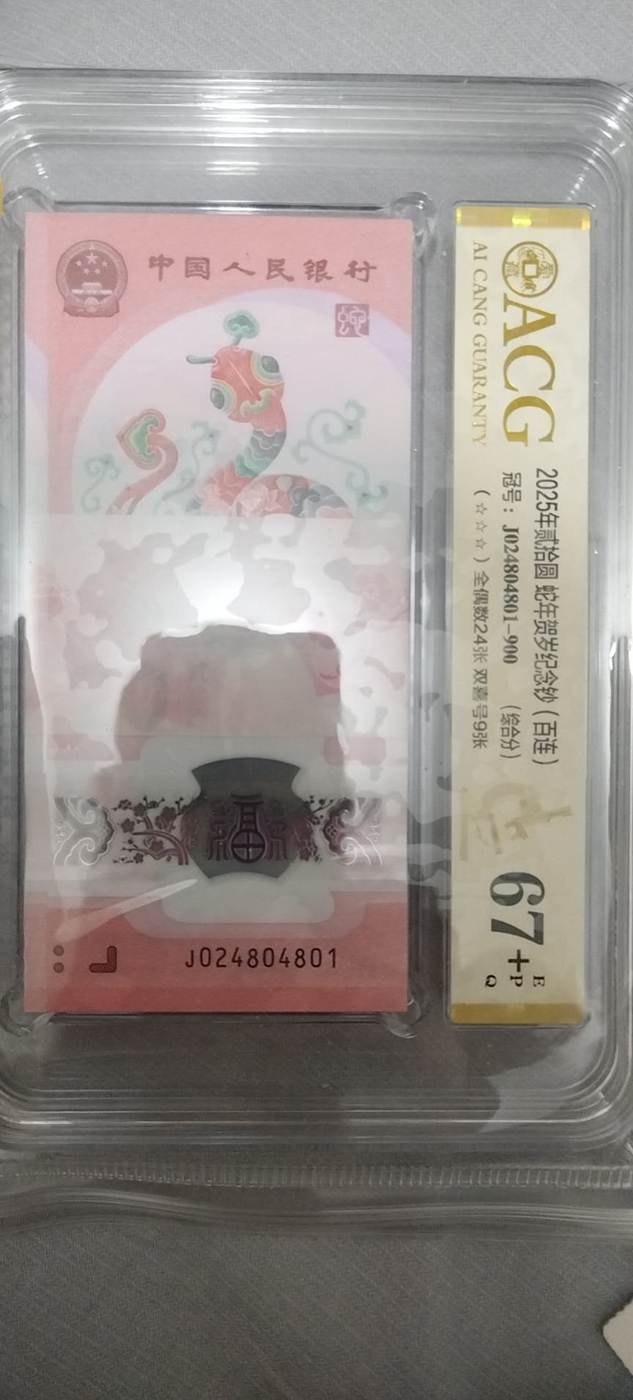 中国人民银行
蛇
福
J024804801
ACG
AI CANG GUARANTY
2025年贰拾圆 蛇年贺岁纪念钞（百连）
冠号：J024804801-900 （综合分）
（☆☆☆）全偶数24张 双喜号9张
67+
E
P
Q